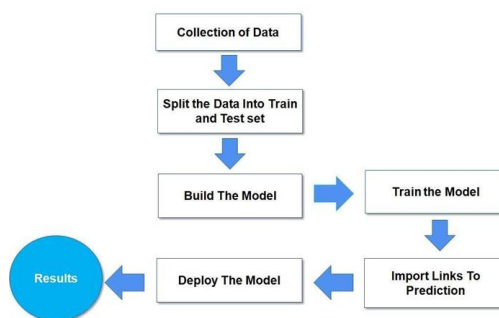 Collection of Data
Split the Data Into Train
and Test set
Build The Model
Train the Model
Import Links To
Prediction
Deploy The Model
Results